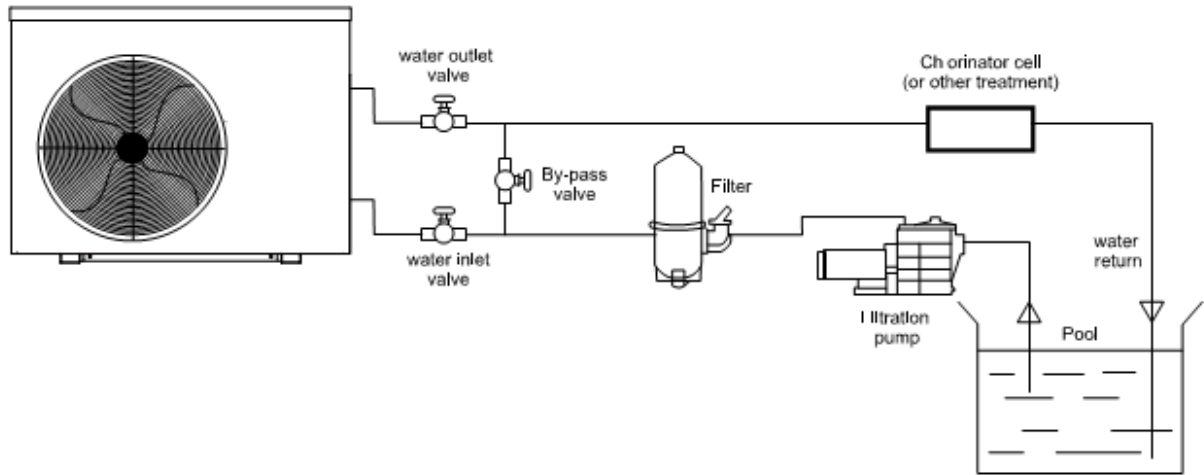 water outlet
valve
Ch orinator cell
(or other treatment)
By-pass
valve
Filter
water inlet
valve
water
return
I iltration
pump
Pool